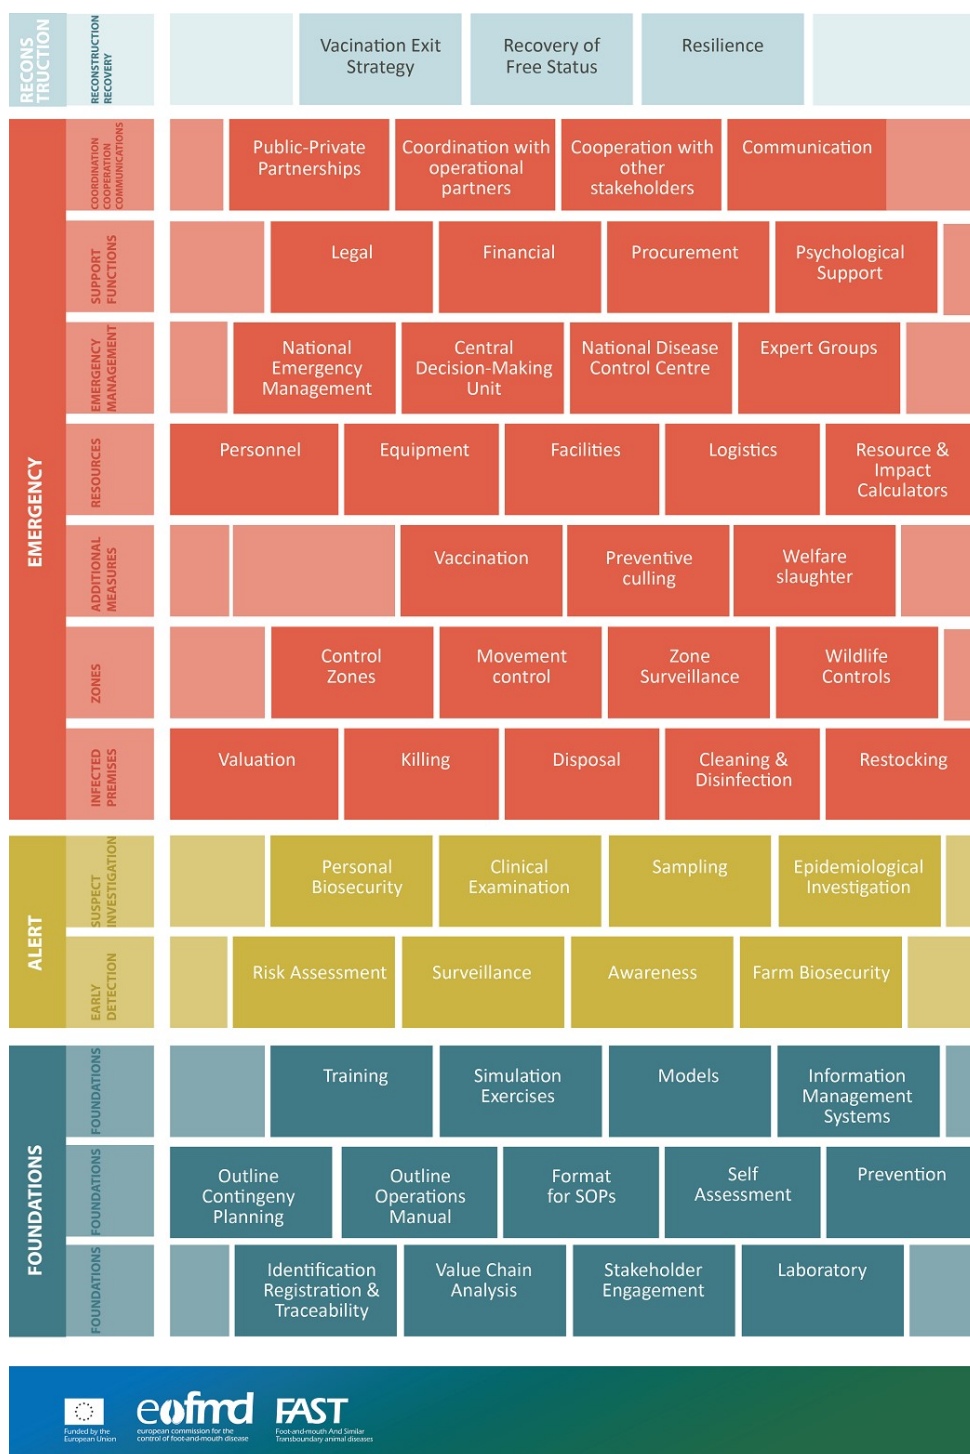 RECONS
TRUCTION
RECONSTRUCTION
RECOVERY
Vacination Exit
Strategy
Recovery of
Free Status
Resilience
EMERGENCY
COORDINATION
COOPERATION
COMMUNICATIONS
Public-Private
Partnerships
Coordination with
operational
partners
Cooperation with
other
stakeholders
Communication
SUPPORT
FUNCTIONS
Legal
Financial
Procurement
Psychological
Support
EMERGENCY
MANAGEMENT
National
Emergency
Management
Central
Decision-Making
Unit
National Disease
Control Centre
Expert Groups
RESOURCES
Personnel
Equipment
Facilities
Logistics
Resource &
Impact
Calculators
ADDITIONAL
MEASURES
Vaccination
Preventive
culling
Welfare
slaughter
ZONES
Control
Zones
Movement
control
Zone
Surveillance
Wildlife
Controls
INFECTED
PREMISES
Valuation
Killing
Disposal
Cleaning &
Disinfection
Restocking
ALERT
SUSPECT
INVESTIGATION
Personal
Biosecurity
Clinical
Examination
Sampling
Epidemiological
Investigation
EARLY
DETECTION
Risk Assessment
Surveillance
Awareness
Farm Biosecurity
FOUNDATIONS
FOUNDATIONS
Training
Simulation
Exercises
Models
Information
Management
Systems
FOUNDATIONS
Outline
Contingeny
Planning
Outline
Operations
Manual
Format
for SOPs
Self
Assessment
Prevention
FOUNDATIONS
Identification
Registration &
Traceability
Value Chain
Analysis
Stakeholder
Engagement
Laboratory
Funded by the
European Union
eofmd
european commission for the
control of foot-and-mouth disease
FAST
Foot-and-mouth And Similar
Transboundary animal diseases